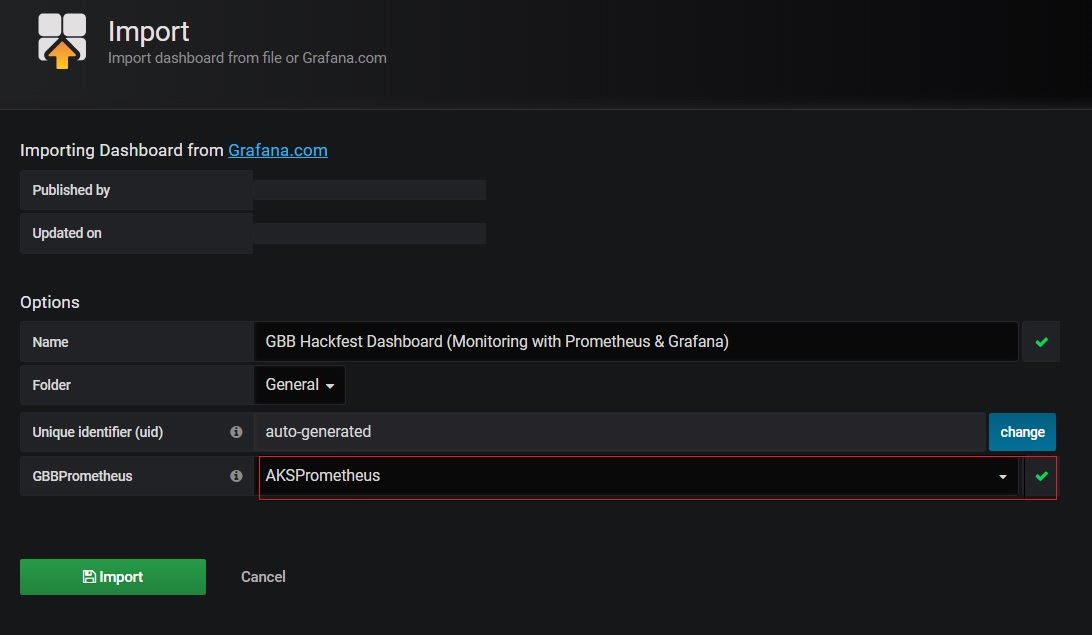 Import
Import dashboard from file or Grafana.com
Importing Dashboard from Grafana.com
Published by
Updated on
Options
Name GBB Hackfest Dashboard (Monitoring with Prometheus & Grafana)
Folder General
Unique identifier (uid) auto-generated change
GBBPrometheus AKSPrometheus
Import Cancel